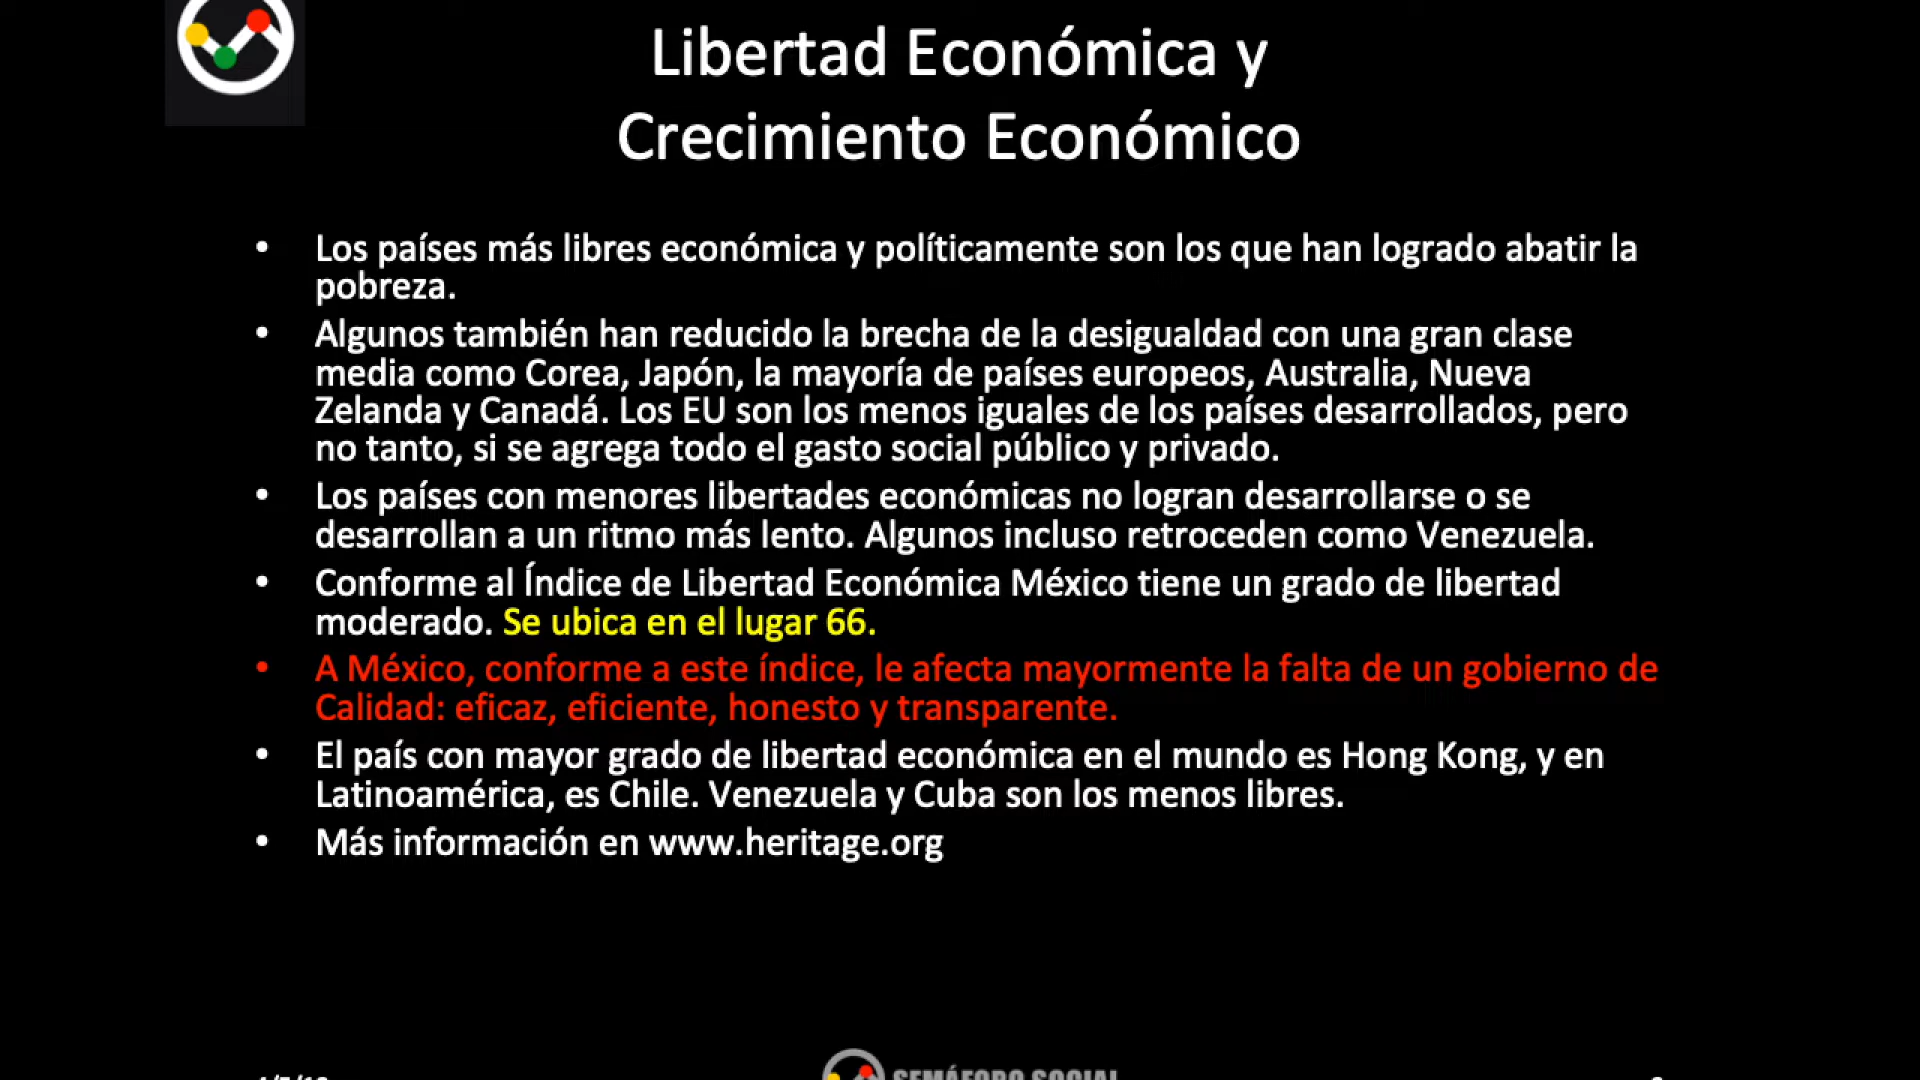 Libertad Económica y
Crecimiento Económico
• Los países más libres económica y políticamente son los que han logrado abatir la
pobreza.
• Algunos también han reducido la brecha de la desigualdad con una gran clase
media como Corea, Japón, la mayoría de países europeos, Australia, Nueva
Zelanda y Canadá. Los EU son los menos iguales de los países desarrollados, pero
no tanto, si se agrega todo el gasto social público y privado.
• Los países con menores libertades económicas no logran desarrollarse o se
desarrollan a un ritmo más lento. Algunos incluso retroceden como Venezuela.
• Conforme al Índice de Libertad Económica México tiene un grado de libertad
moderado. Se ubica en el lugar 66.
• A México, conforme a este índice, le afecta mayormente la falta de un gobierno de
Calidad: eficaz, eficiente, honesto y transparente.
• El país con mayor grado de libertad económica en el mundo es Hong Kong, y en
Latinoamérica, es Chile. Venezuela y Cuba son los menos libres.
• Más información en www.heritage.org
SEMÁFORO SOCIAL